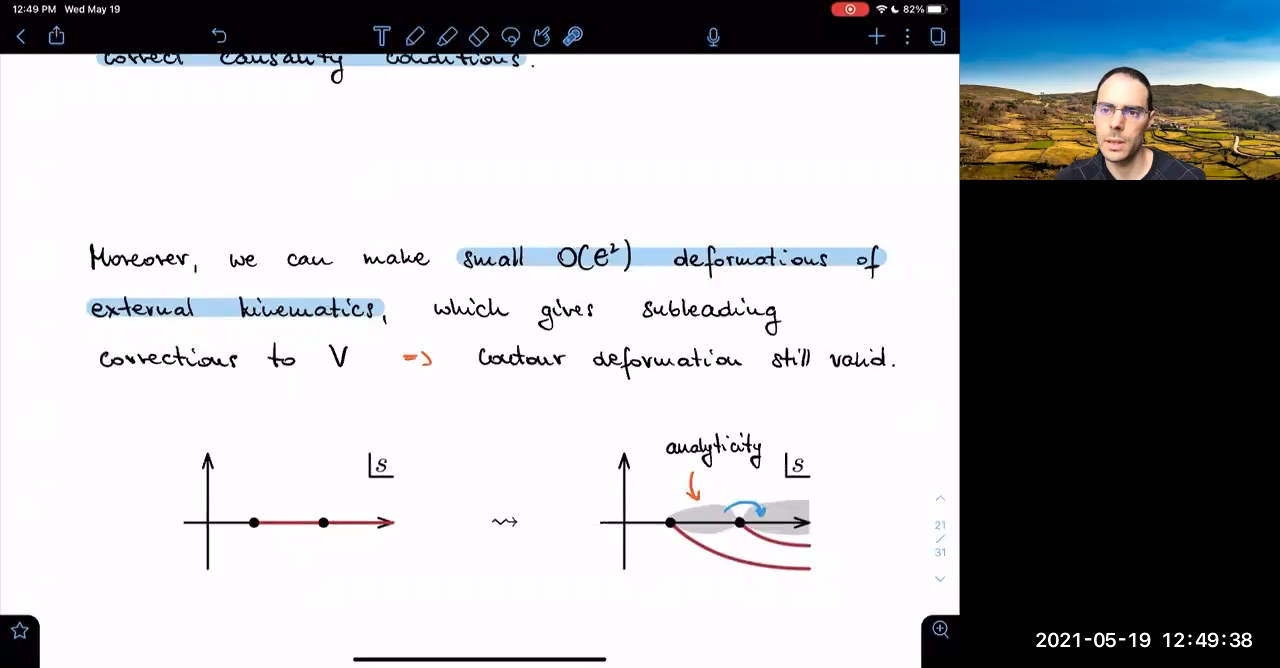 12:49 PM Wed May 19
82%
correct causality conditions.
Moreover, we can make small O(ε²) deformations of
external kinematics, which gives subleading
corrections to V => contour deformation still valid.
analyticity
s
s
21
/
31
2021-05-19 12:49:38